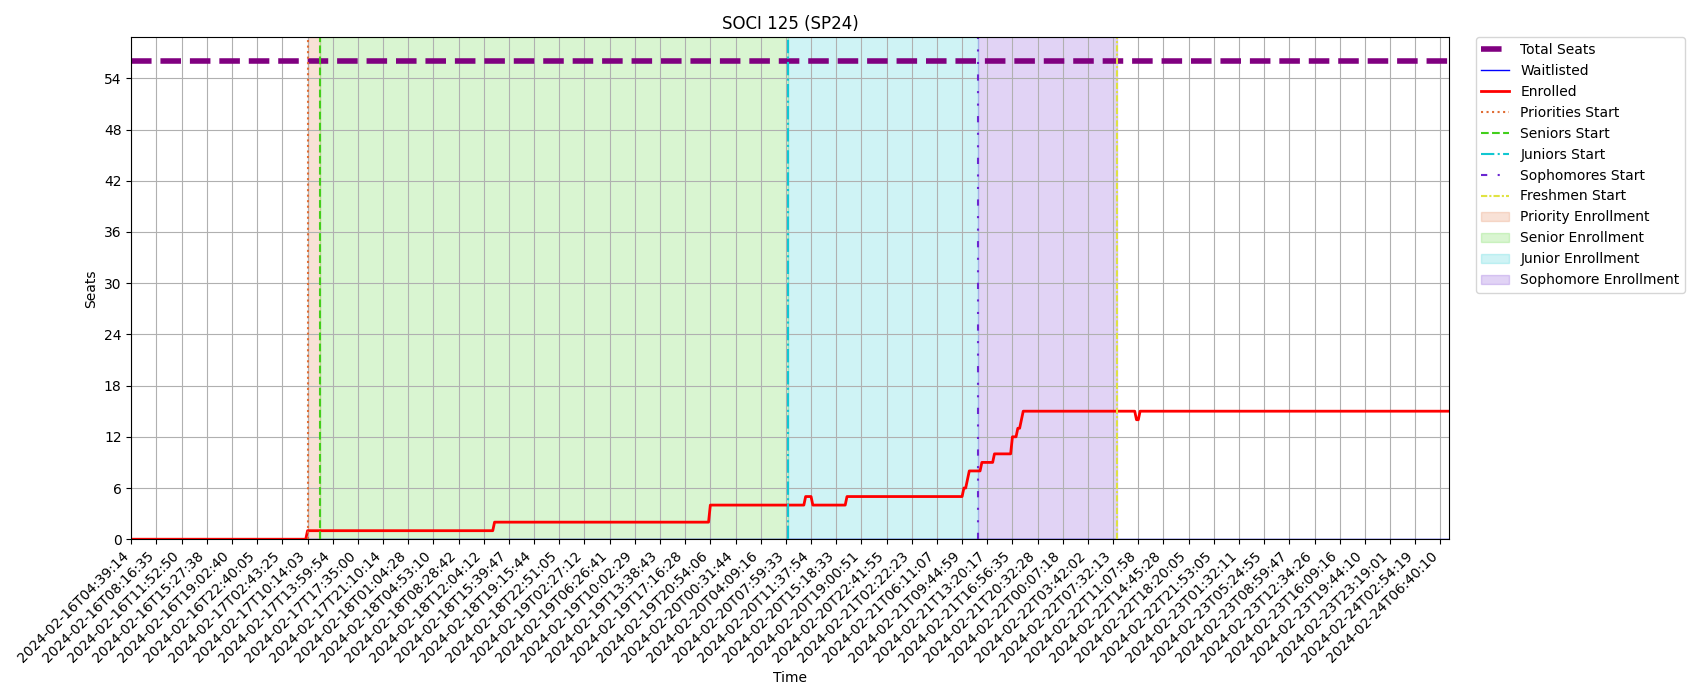 SOCI 125 (SP24)
Seats
54
48
42
36
30
24
18
12
6
0
2024-02-16T04:39:14
2024-02-16T08:16:35
2024-02-16T11:52:50
2024-02-16T15:27:38
2024-02-16T19:02:40
2024-02-16T22:40:05
2024-02-17T02:43:25
2024-02-17T10:14:03
2024-02-17T13:59:54
2024-02-17T17:35:00
2024-02-17T21:10:14
2024-02-18T01:04:28
2024-02-18T04:53:10
2024-02-18T08:28:42
2024-02-18T12:04:12
2024-02-18T15:39:47
2024-02-18T19:15:44
2024-02-18T22:51:05
2024-02-19T02:27:12
2024-02-19T06:26:41
2024-02-19T10:02:29
2024-02-19T13:38:43
2024-02-19T17:16:28
2024-02-19T20:54:06
2024-02-20T00:31:44
2024-02-20T04:09:16
2024-02-20T07:59:33
2024-02-20T11:37:54
2024-02-20T15:18:33
2024-02-20T19:00:51
2024-02-20T22:41:55
2024-02-21T02:22:23
2024-02-21T06:11:07
2024-02-21T09:44:59
2024-02-21T13:20:17
2024-02-21T16:56:35
2024-02-21T20:32:28
2024-02-22T00:07:18
2024-02-22T03:42:02
2024-02-22T07:32:13
2024-02-22T11:07:58
2024-02-22T14:45:28
2024-02-22T18:20:05
2024-02-22T21:53:05
2024-02-23T01:32:11
2024-02-23T05:24:55
2024-02-23T08:59:47
2024-02-23T12:34:26
2024-02-23T16:09:16
2024-02-23T19:44:10
2024-02-23T23:19:01
2024-02-24T02:54:19
2024-02-24T06:40:10
Time
Total Seats
Waitlisted
Enrolled
Priorities Start
Seniors Start
Juniors Start
Sophomores Start
Freshmen Start
Priority Enrollment
Senior Enrollment
Junior Enrollment
Sophomore Enrollment